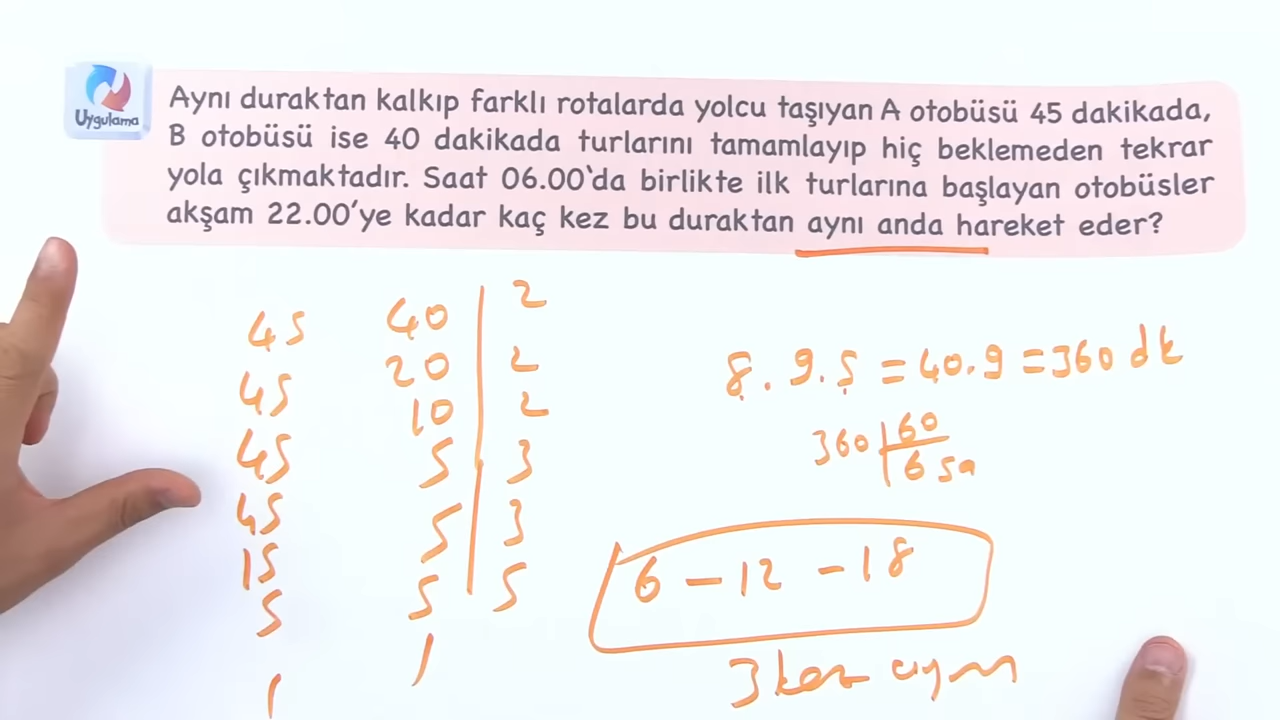 Uygulama
Aynı duraktan kalkıp farklı rotalarda yolcu taşıyan A otobüsü 45 dakikada,
B otobüsü ise 40 dakikada turlarını tamamlayıp hiç beklemeden tekrar
yola çıkmaktadır. Saat 06.00'da birlikte ilk turlarına başlayan otobüsler
akşam 22.00'ye kadar kaç kez bu duraktan aynı anda hareket eder?
45 40 2
45 20 2
45 10 2
45 5 3
15 5 3
5 5 5
1 1
8.9.5 = 40.9 = 360 dk
360 60
6 sa
6 - 12 - 18
3 kez aynı